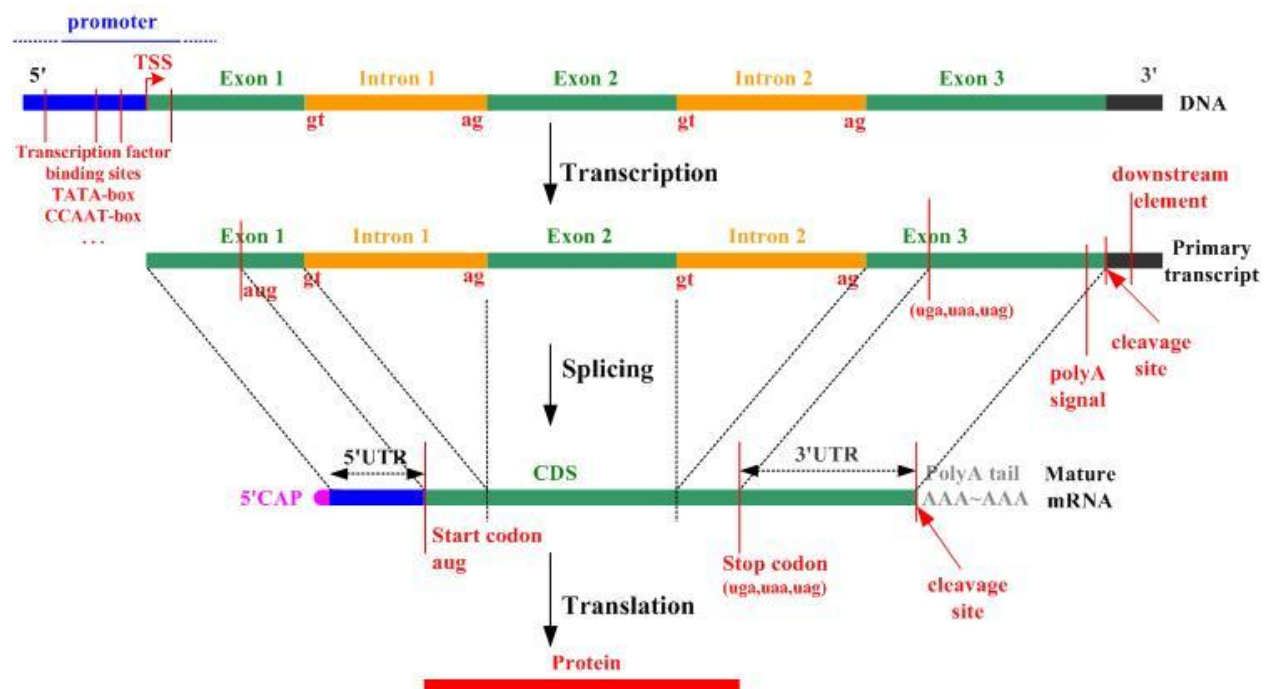 promoter
5'
TSS
Exon 1
Intron 1
Exon 2
Intron 2
Exon 3
3'
DNA
gt
ag
gt
ag
Transcription factor
binding sites
TATA-box
CCAAT-box
...
Transcription
downstream
element
Exon 1
Intron 1
Exon 2
Intron 2
Exon 3
Primary
transcript
aug
gt
ag
gt
ag
(uga,uaa,uag)
cleavage
site
polyA
signal
Splicing
5'UTR
CDS
3'UTR
PolyA tail
AAA~AAA
Mature
mRNA
5'CAP
Start codon
aug
Stop codon
(uga,uaa,uag)
cleavage
site
Translation
Protein